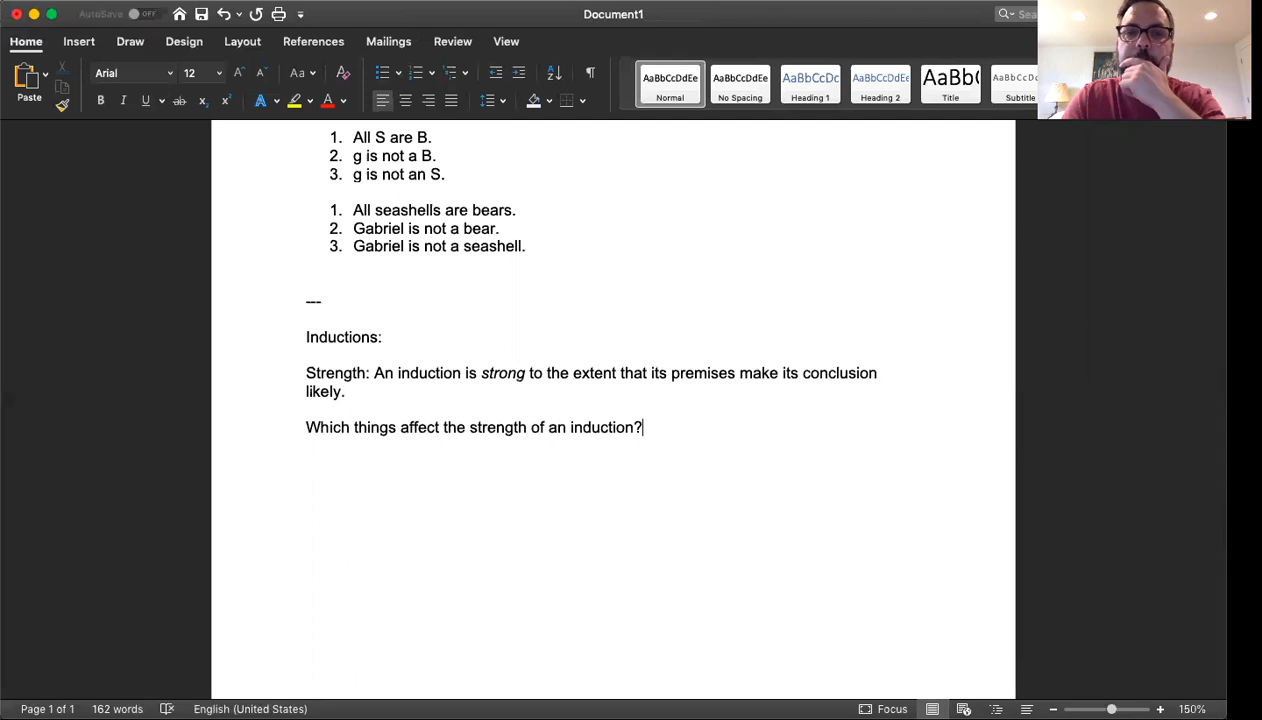 AutoSave OFF
Document1
Sea
Home Insert Draw Design Layout References Mailings Review View
Paste
Arial 12
AaBbCcDdEe AaBbCcDdEe AaBbCcDc AaBbCcDdEe AaBb( AaBbCcDdEe
Normal No Spacing Heading 1 Heading 2 Title Subtitle
1. All S are B.
2. g is not a B.
3. g is not an S.
1. All seashells are bears.
2. Gabriel is not a bear.
3. Gabriel is not a seashell.
---
Inductions:
Strength: An induction is strong to the extent that its premises make its conclusion
likely.
Which things affect the strength of an induction?
Page 1 of 1 162 words English (United States) Focus 150%